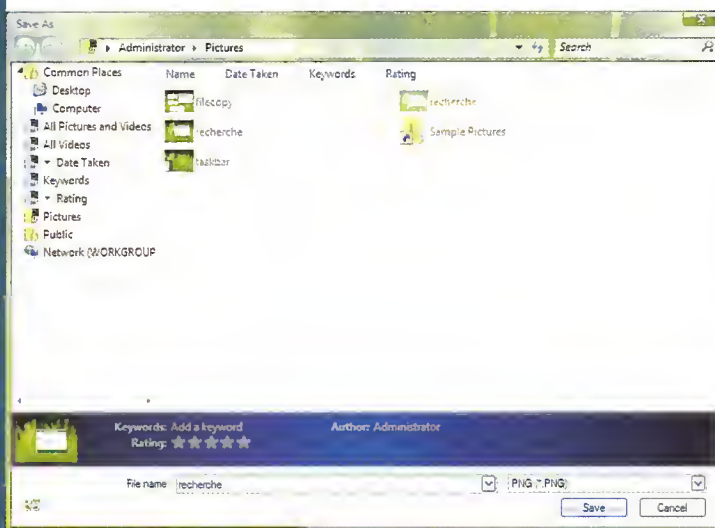 Save As
Administrator Pictures Search
Common Places
Desktop
Computer
All Pictures and Videos
All Videos
Date Taken
Keywords
Rating
Pictures
Public
Network (WORKGROUP
Name Date Taken Keywords Rating
filecopy recherche
recherche Sample Pictures
taskbar
Keywords: Add a keyword Author: Administrator
Rating:
File name recherche PNG (*.PNG)
Save Cancel